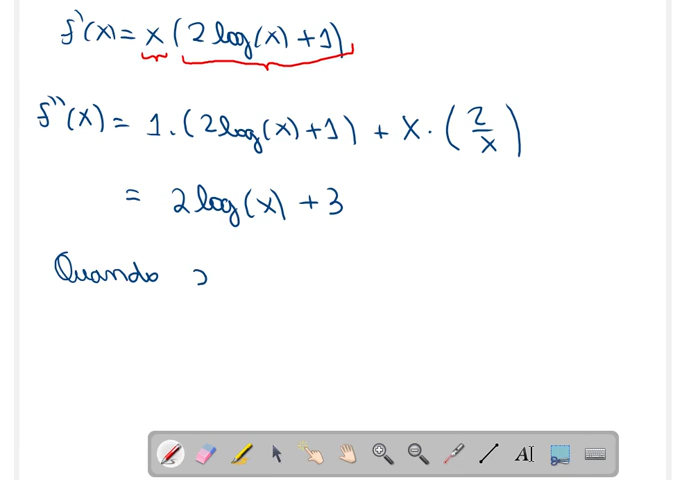 f'(x) = x (2 log(x) + 1)
f''(x) = 1 · (2 log(x) + 1) + x · (2/x)
= 2 log(x) + 3
Quando
AI